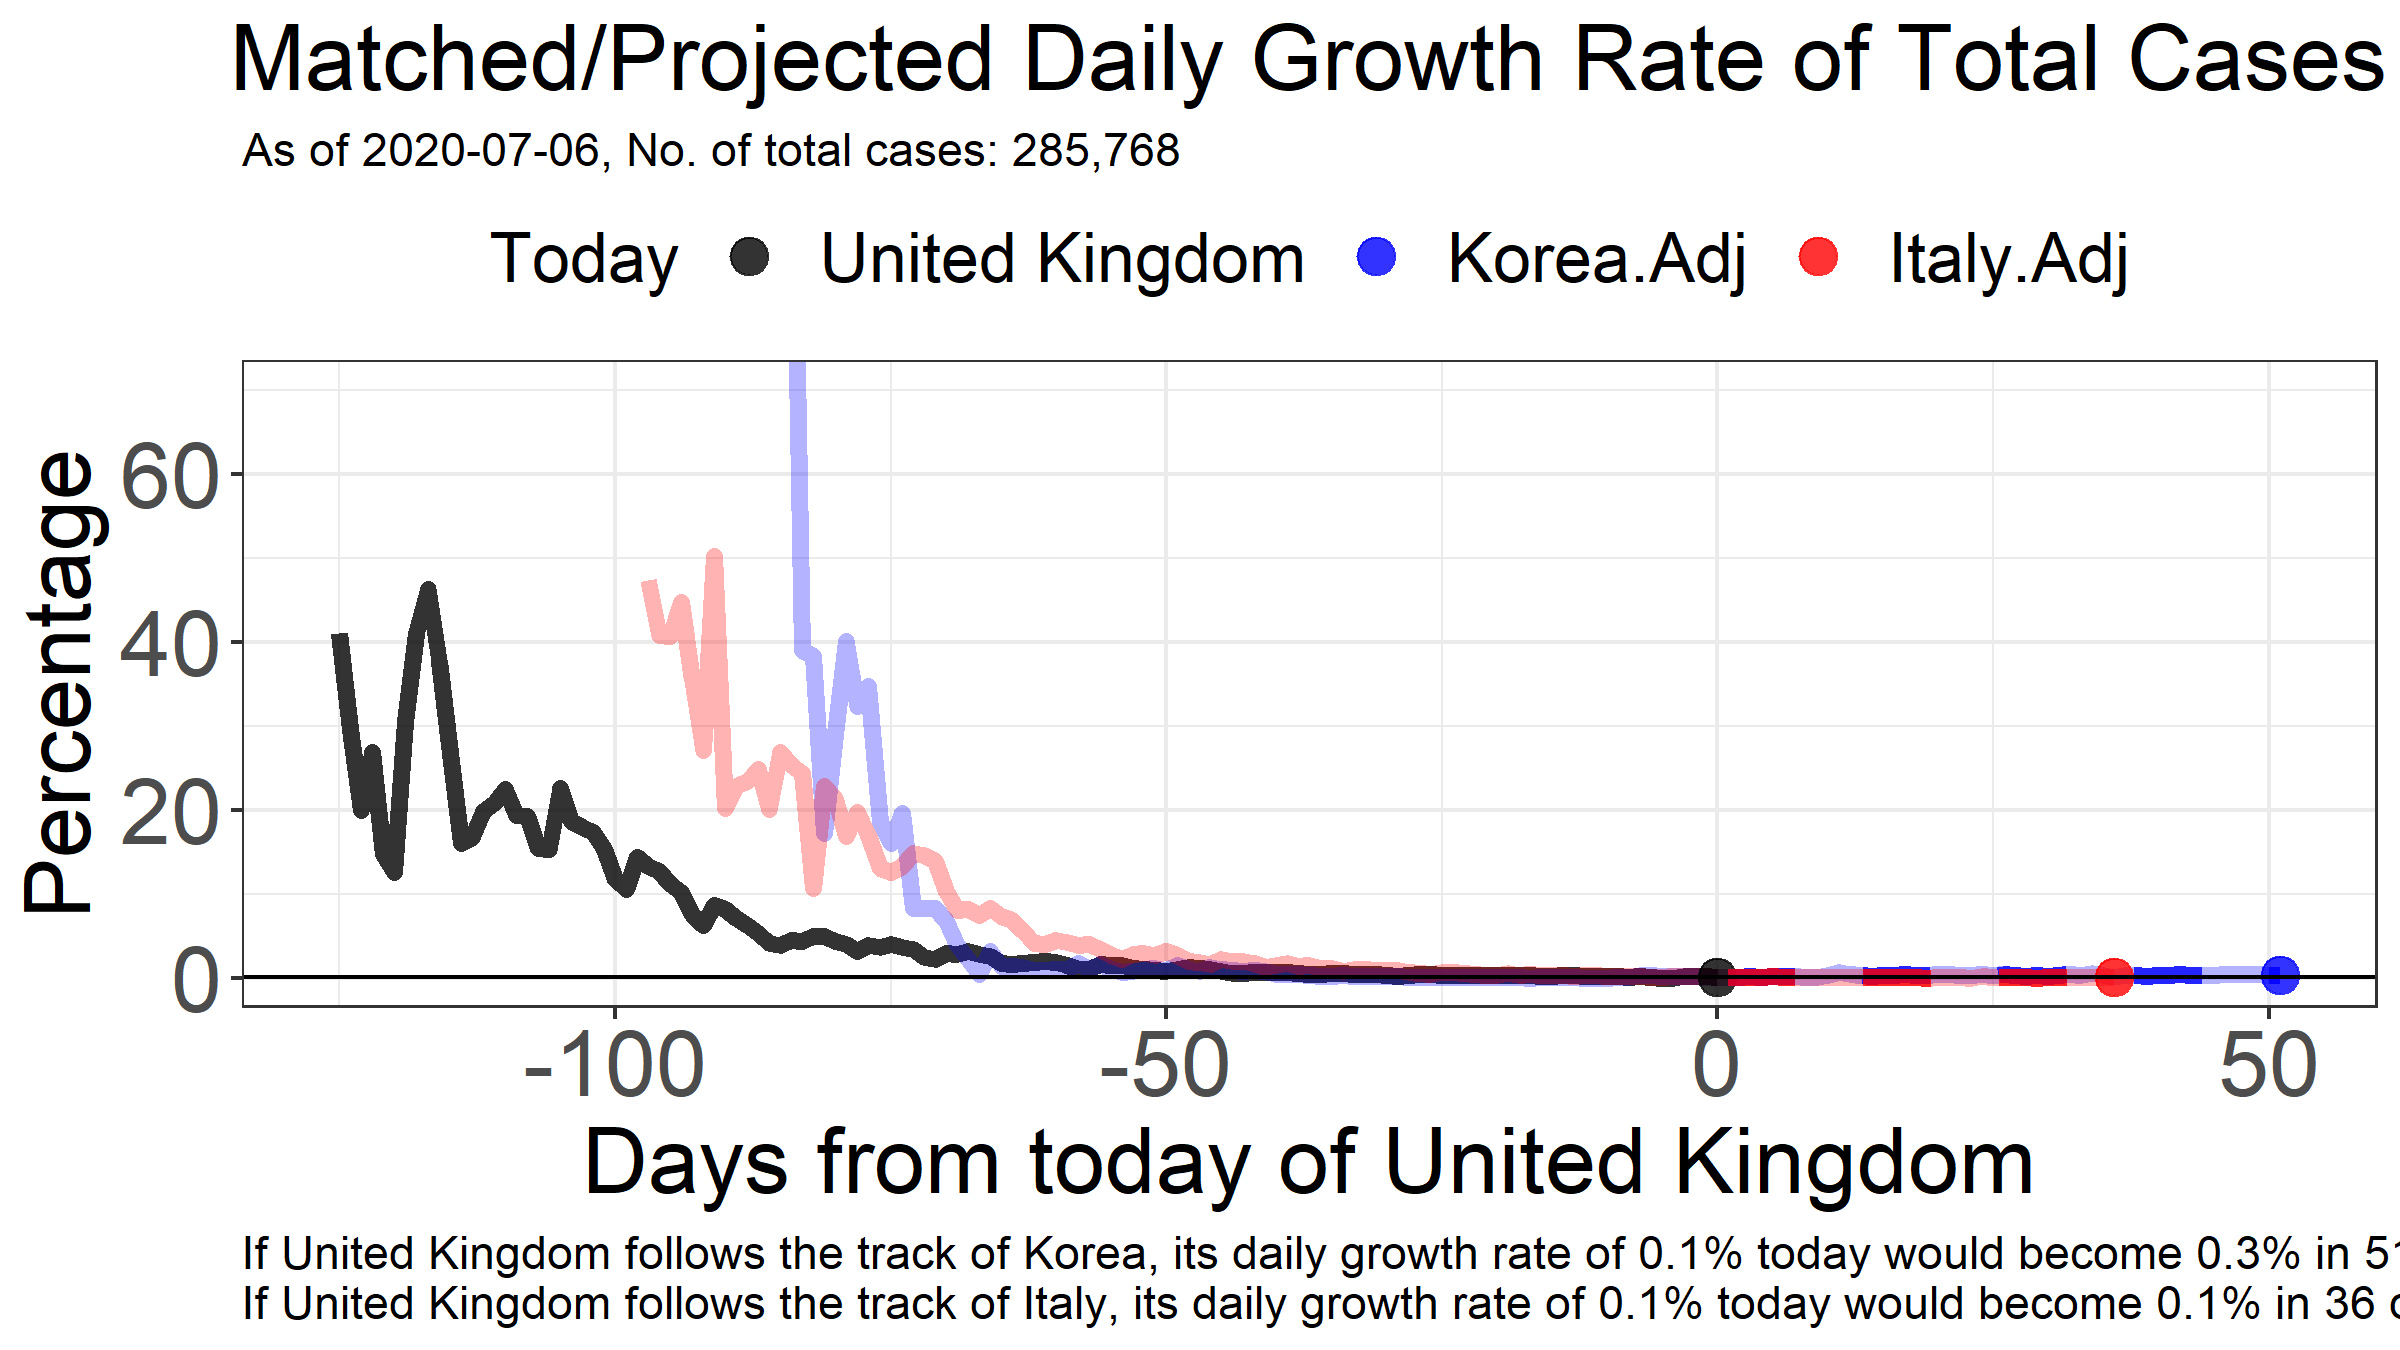 Matched/Projected Daily Growth Rate of Total Cases
As of 2020-07-06, No. of total cases: 285,768
Today United Kingdom Korea.Adj Italy.Adj
Percentage
60
40
20
0
-100 -50 0 50
Days from today of United Kingdom
If United Kingdom follows the track of Korea, its daily growth rate of 0.1% today would become 0.3% in 51
If United Kingdom follows the track of Italy, its daily growth rate of 0.1% today would become 0.1% in 36